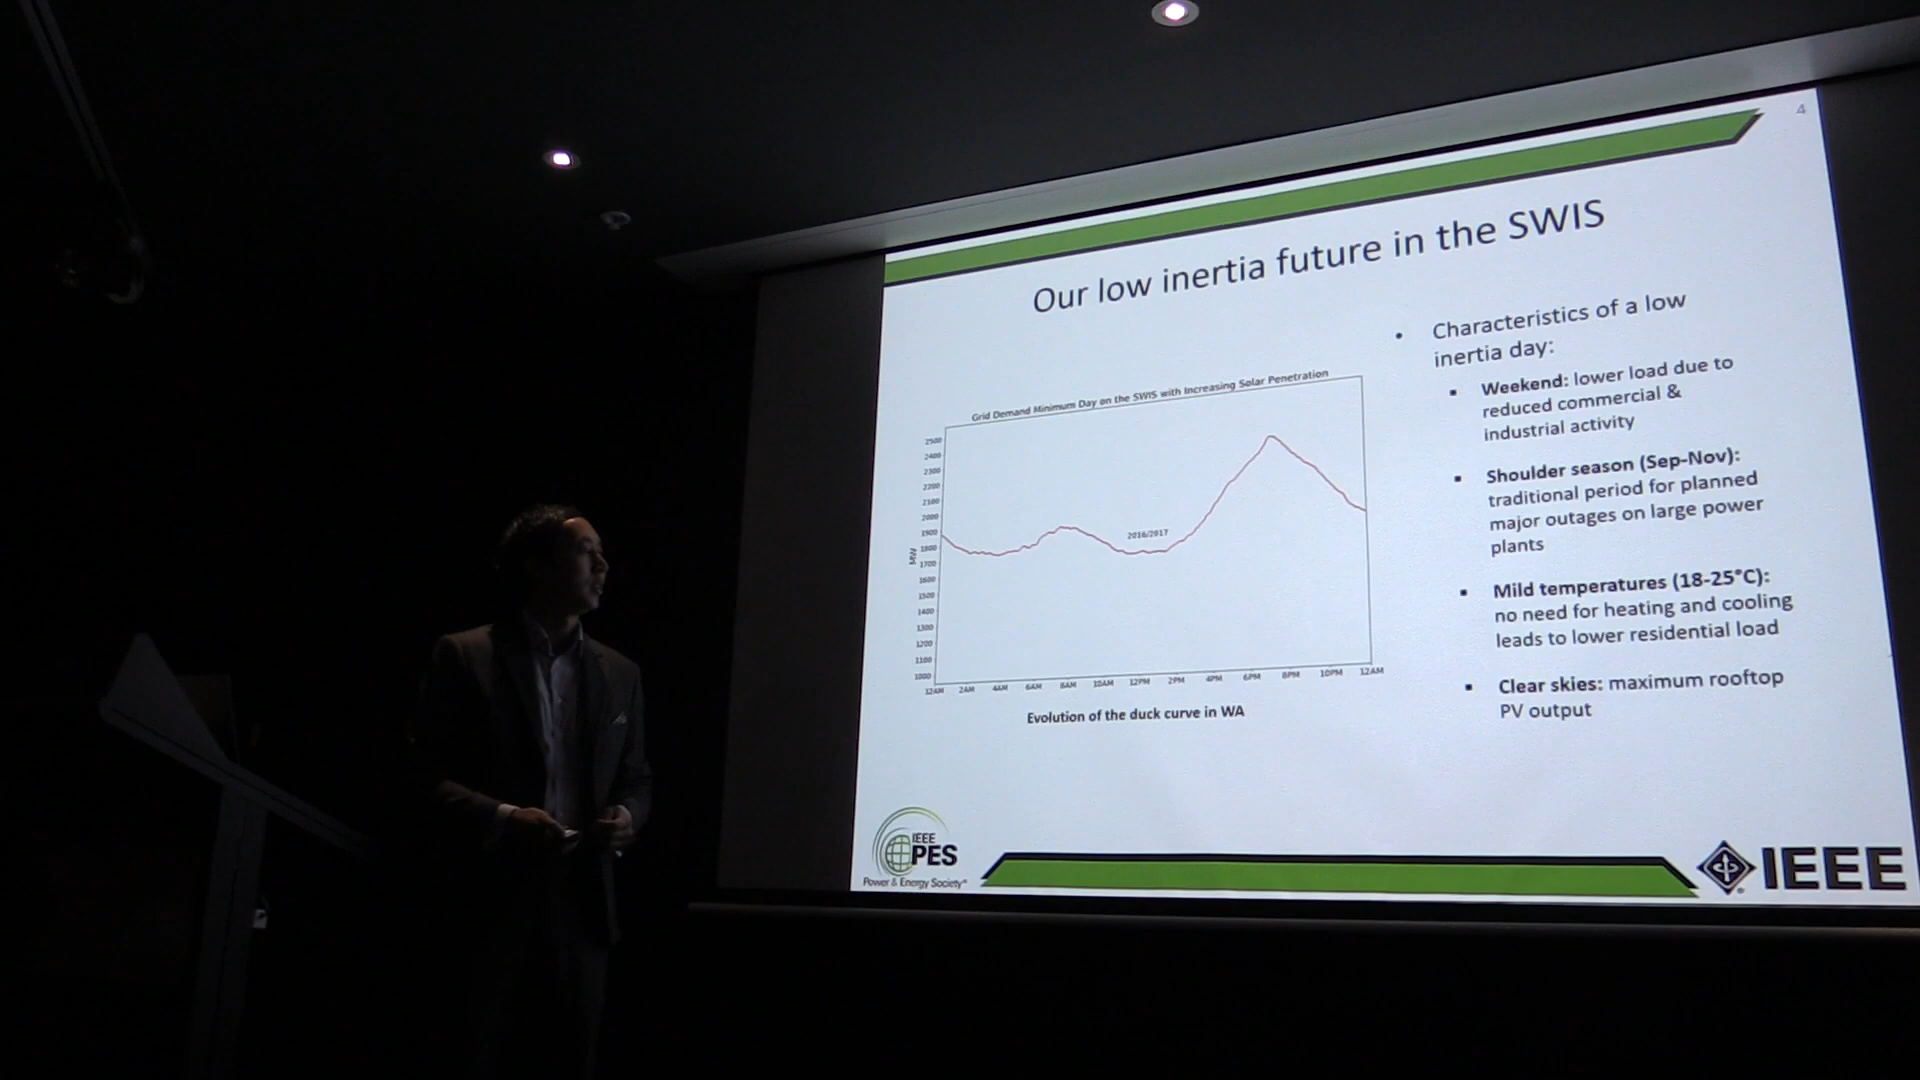 4
Our low inertia future in the SWIS
Grid Demand Minimum Day on the SWIS with Increasing Solar Penetration
2500
2400
2300
2200
2100
2000
1900
1800
1700
1600
1500
1400
1300
1200
1100
1000
MW
2016/2017
12AM 2AM 4AM 6AM 8AM 10AM 12PM 2PM 4PM 6PM 8PM 10PM 12AM
Evolution of the duck curve in WA
• Characteristics of a low
inertia day:
▪ Weekend: lower load due to
reduced commercial &
industrial activity
▪ Shoulder season (Sep-Nov):
traditional period for planned
major outages on large power
plants
▪ Mild temperatures (18-25°C):
no need for heating and cooling
leads to lower residential load
▪ Clear skies: maximum rooftop
PV output
IEEE
PES
Power & Energy Society®
IEEE